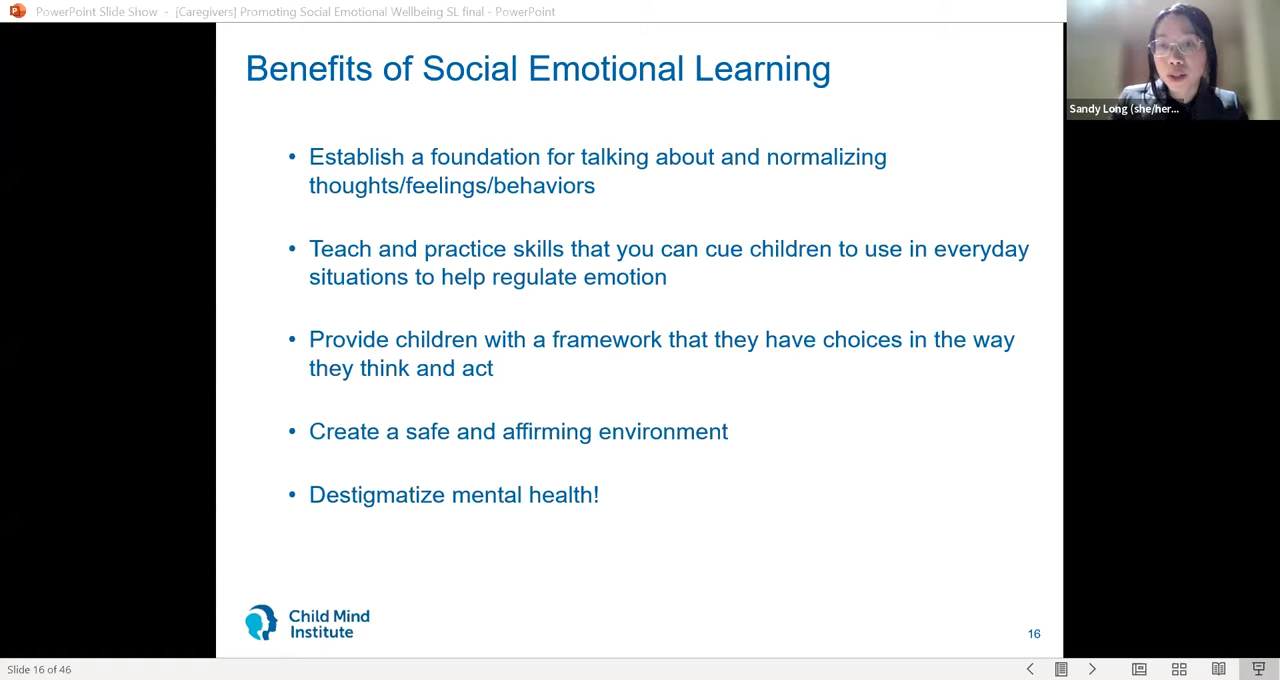 PowerPoint Slide Show - [Caregivers] Promoting Social Emotional Wellbeing SL final - PowerPoint
Sandy Long (she/her...
Benefits of Social Emotional Learning
• Establish a foundation for talking about and normalizing
thoughts/feelings/behaviors
• Teach and practice skills that you can cue children to use in everyday
situations to help regulate emotion
• Provide children with a framework that they have choices in the way
they think and act
• Create a safe and affirming environment
• Destigmatize mental health!
Child Mind
Institute
16
Slide 16 of 46